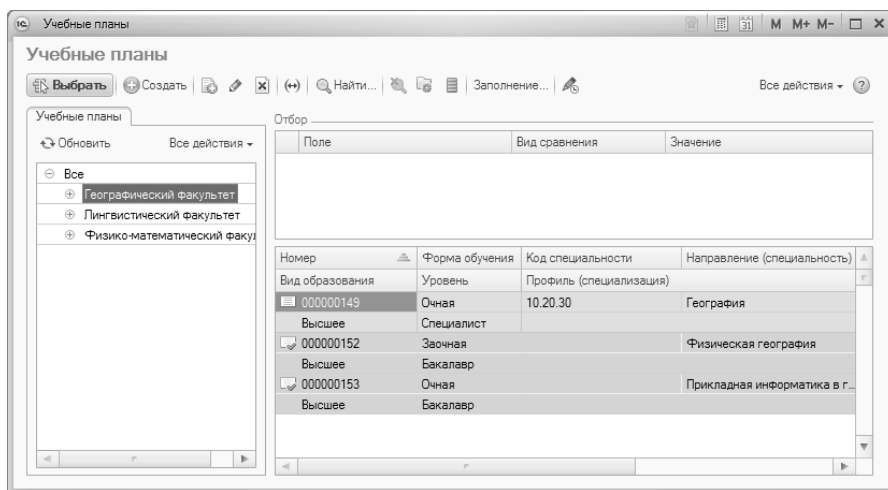 1С Учебные планы 31 M M+ M-
Учебные планы
Выбрать Создать Найти... Заполнение... Все действия ?
Учебные планы
Обновить Все действия
Все
Географический факультет
Лингвистический факультет
Физико-математический факул
Отбор
Поле Вид сравнения Значение
Номер Форма обучения Код специальности Направление (специальность)
Вид образования Уровень Профиль (специализация)
000000149 Очная 10.20.30 География
Высшее Специалист
000000152 Заочная Физическая география
Высшее Бакалавр
000000153 Очная Прикладная информатика в г...
Высшее Бакалавр